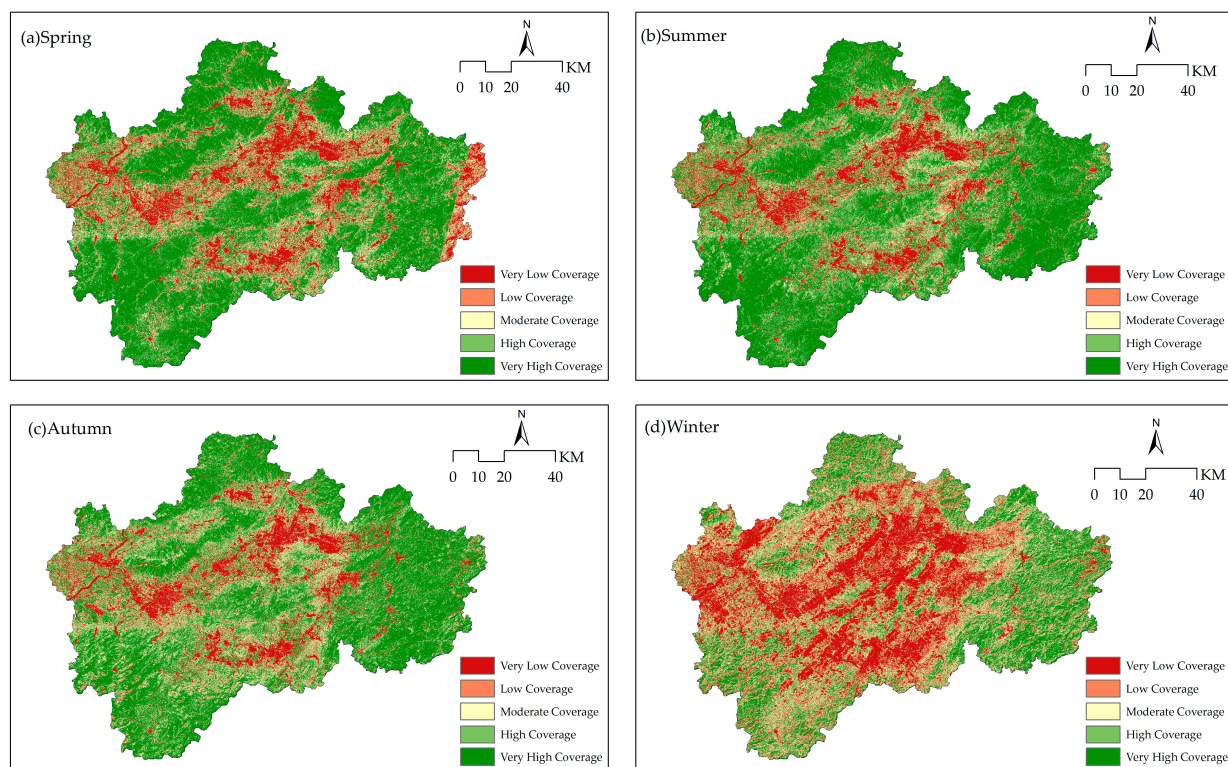 (a)Spring
N
KM
0 10 20 40
Very Low Coverage
Low Coverage
Moderate Coverage
High Coverage
Very High Coverage
(b)Summer
N
KM
0 10 20 40
Very Low Coverage
Low Coverage
Moderate Coverage
High Coverage
Very High Coverage
(c)Autumn
N
KM
0 10 20 40
Very Low Coverage
Low Coverage
Moderate Coverage
High Coverage
Very High Coverage
(d)Winter
N
KM
0 10 20 40
Very Low Coverage
Low Coverage
Moderate Coverage
High Coverage
Very High Coverage